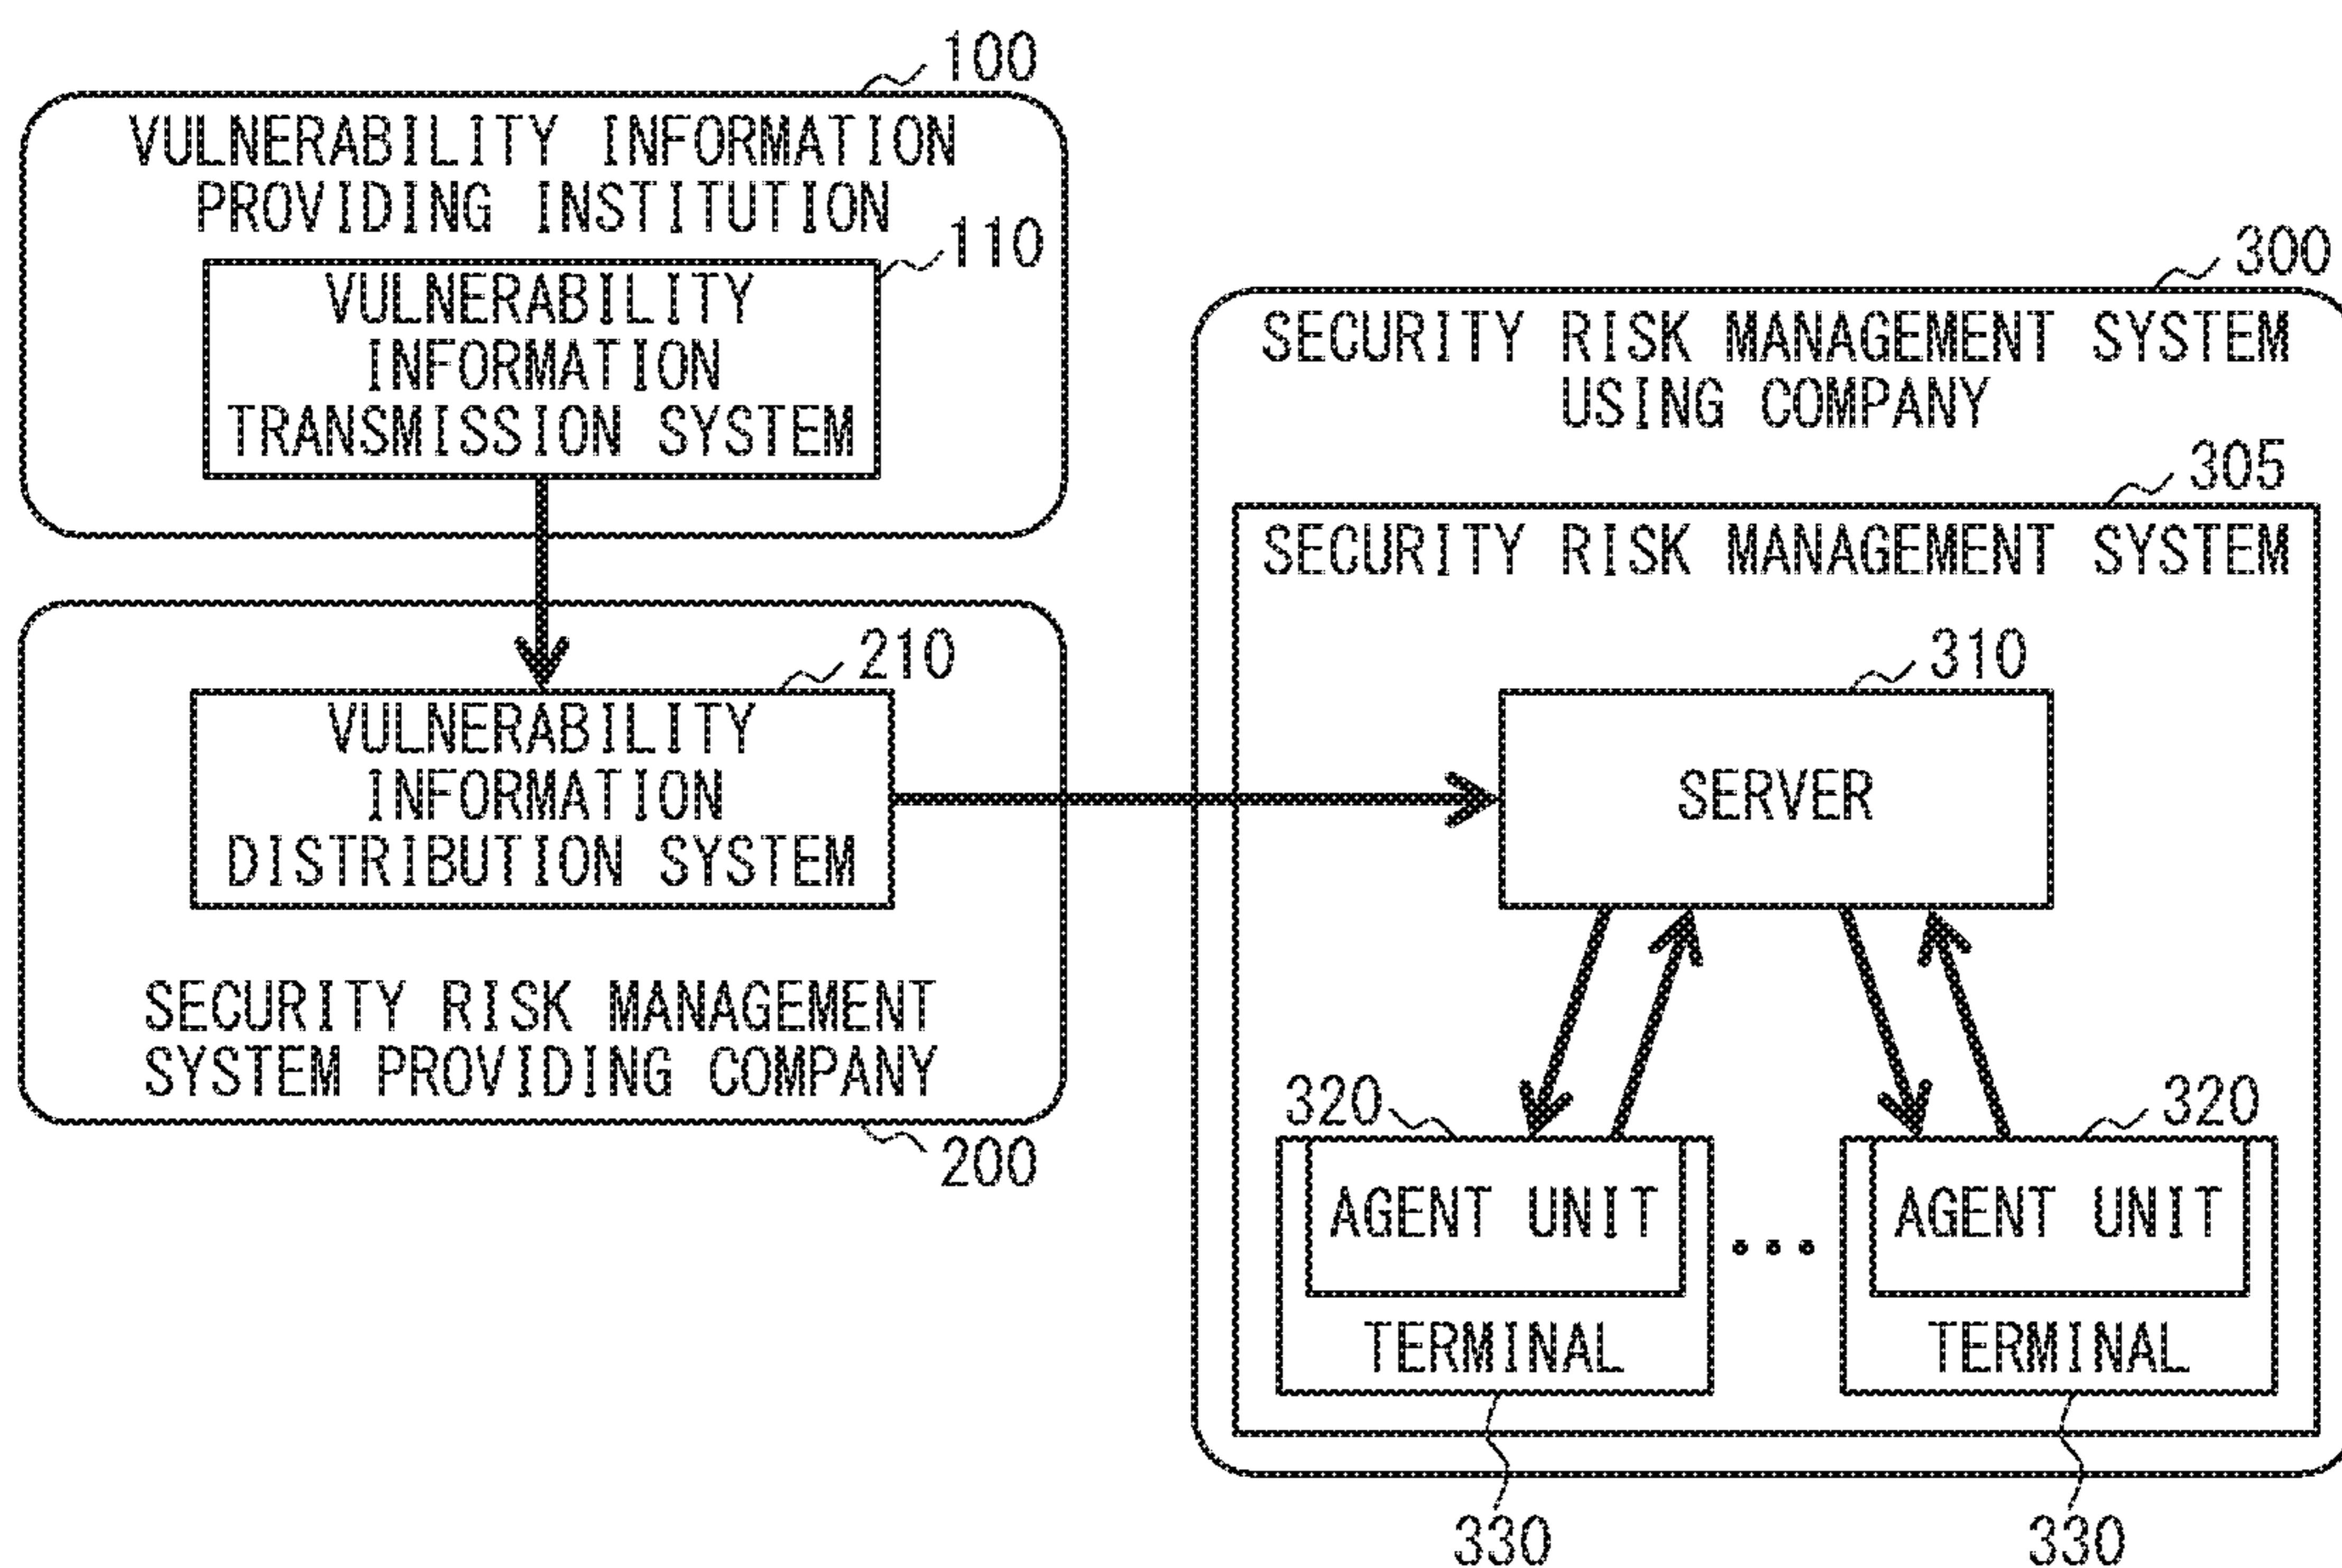 100
VULNERABILITY INFORMATION
PROVIDING INSTITUTION
110
VULNERABILITY
INFORMATION
TRANSMISSION SYSTEM
210
VULNERABILITY
INFORMATION
DISTRIBUTION SYSTEM
SECURITY RISK MANAGEMENT
SYSTEM PROVIDING COMPANY
200
300
SECURITY RISK MANAGEMENT SYSTEM
USING COMPANY
305
SECURITY RISK MANAGEMENT SYSTEM
310
SERVER
320
AGENT UNIT
TERMINAL
330
...
320
AGENT UNIT
TERMINAL
330